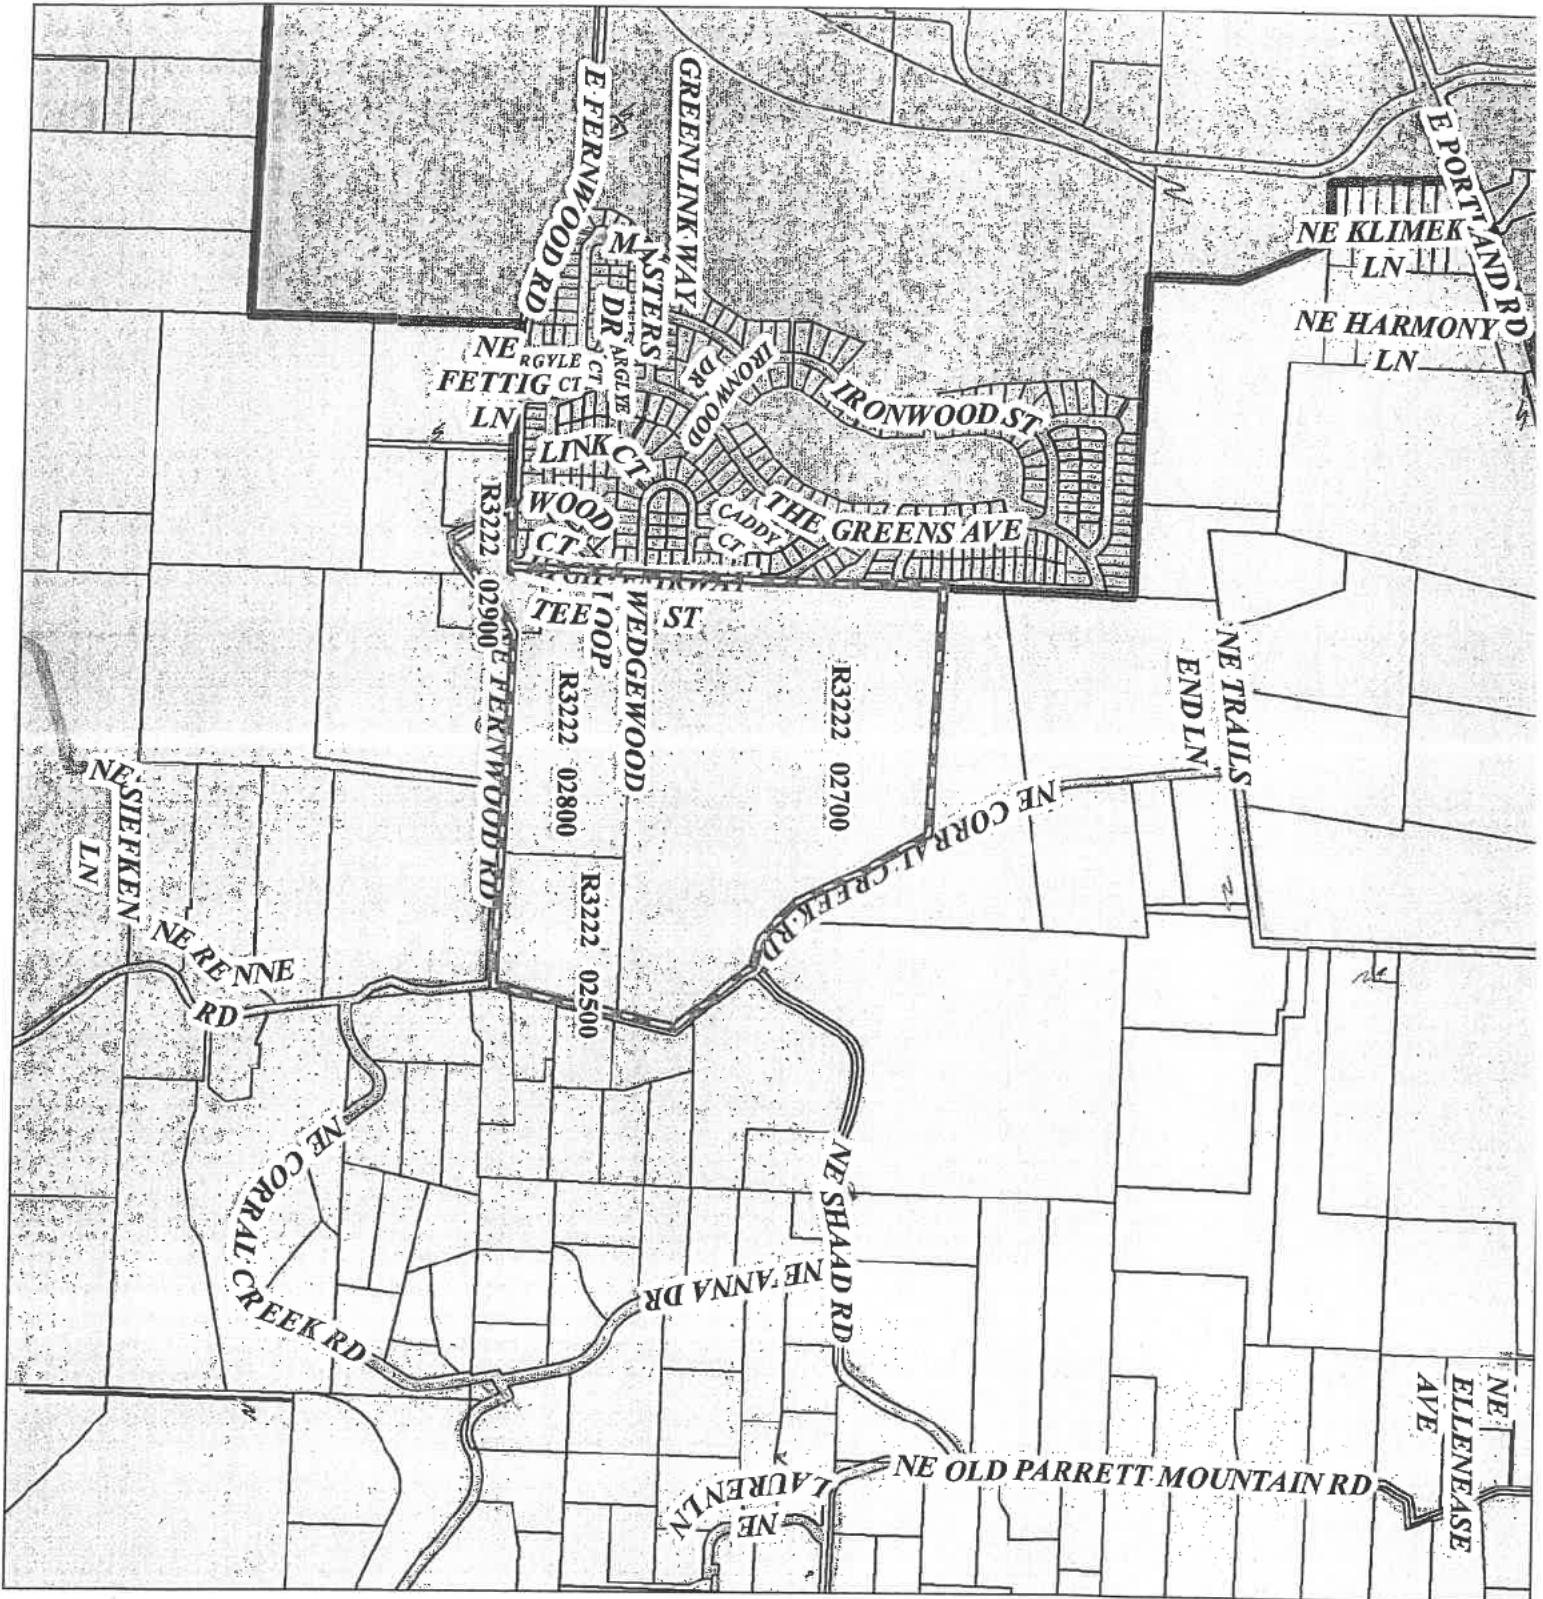 E PORTLAND RD
GREENLINK WAY
E FERNWOOD RD
NE KLIMEK
LN
MASTERS
DR
NE HARMONY
LN
NE
FETTIG
LN
RGYLE
CT
CT
ARGLYE
IRONWOOD
DR
IRONWOOD ST
LINK CT
WOOD
CT
CADDY
CT
THE GREENS AVE
TEE
LOOP
ST
WEDGEWOOD
R3222 02900
NE FERNWOOD RD
R3222 02800
R3222 02700
R3222 02500
NE TRAILS
END LN
NE CORRAL CREEK RD
NE SIEFKEN
LN
NE RENNE
RD
NE CORRAL CREEK RD
NE SHAAD RD
NE ANNA DR
NE
ELLENEASE
AVE
NE OLD PARRETT MOUNTAIN RD
NE
LAUREN LN